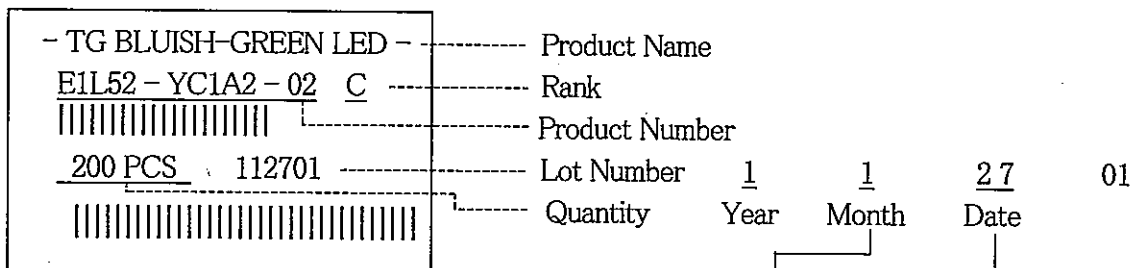 - TG BLUISH-GREEN LED - Product Name
E1L52 - YC1A2 - 02 C Rank
Product Number
200 PCS 112701 Lot Number 1 1 27 01
Quantity Year Month Date